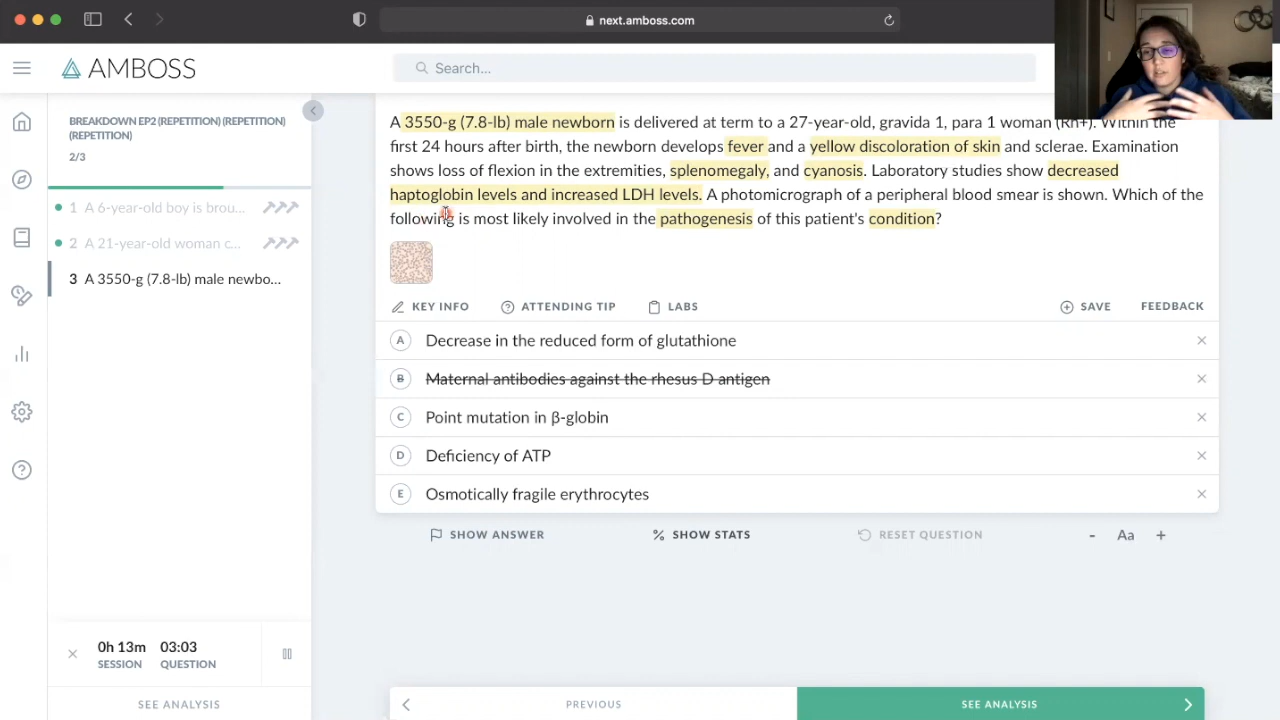 next.amboss.com
AMBOSS
Search...
BREAKDOWN EP2 (REPETITION) (REPETITION)
(REPETITION)
2/3
1 A 6-year-old boy is brou...
2 A 21-year-old woman c...
3 A 3550-g (7.8-lb) male newbo...
0h 13m 03:03
SESSION QUESTION
SEE ANALYSIS
A 3550-g (7.8-lb) male newborn is delivered at term to a 27-year-old, gravida 1, para 1 woman (Rh+). Within the
first 24 hours after birth, the newborn develops fever and a yellow discoloration of skin and sclerae. Examination
shows loss of flexion in the extremities, splenomegaly, and cyanosis. Laboratory studies show decreased
haptoglobin levels and increased LDH levels. A photomicrograph of a peripheral blood smear is shown. Which of the
following is most likely involved in the pathogenesis of this patient's condition?
KEY INFO ATTENDING TIP LABS SAVE FEEDBACK
A Decrease in the reduced form of glutathione
B Maternal antibodies against the rhesus D antigen
C Point mutation in β-globin
D Deficiency of ATP
E Osmotically fragile erythrocytes
SHOW ANSWER SHOW STATS RESET QUESTION - Aa +
PREVIOUS SEE ANALYSIS